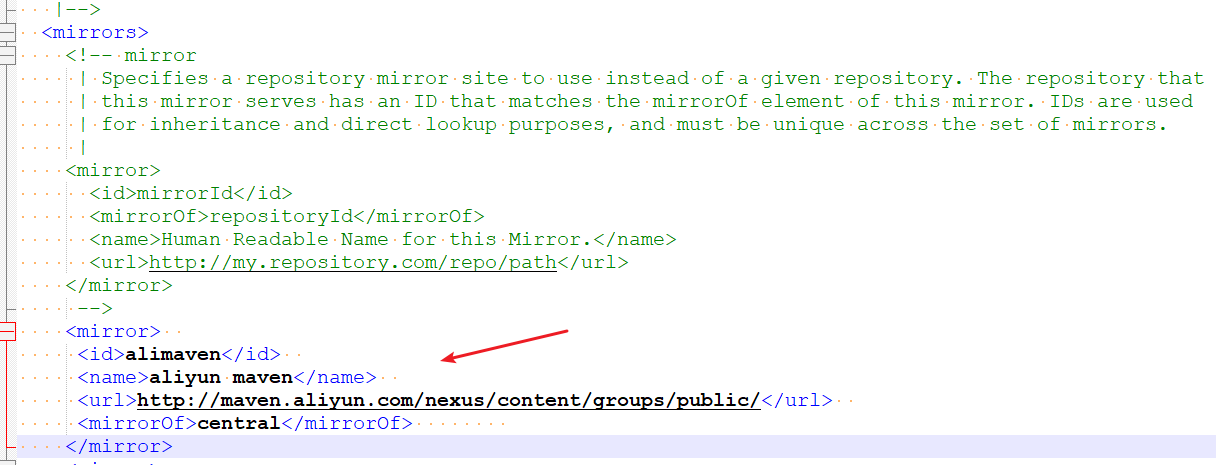 |-->
<mirrors>
<!-- mirror
| Specifies a repository mirror site to use instead of a given repository. The repository that
| this mirror serves has an ID that matches the mirrorOf element of this mirror. IDs are used
| for inheritance and direct lookup purposes, and must be unique across the set of mirrors.
|
<mirror>
<id>mirrorId</id>
<mirrorOf>repositoryId</mirrorOf>
<name>Human Readable Name for this Mirror.</name>
<url>http://my.repository.com/repo/path</url>
</mirror>
-->
<mirror>
<id>alimaven</id>
<name>aliyun maven</name>
<url>http://maven.aliyun.com/nexus/content/groups/public/</url>
<mirrorOf>central</mirrorOf>
</mirror>